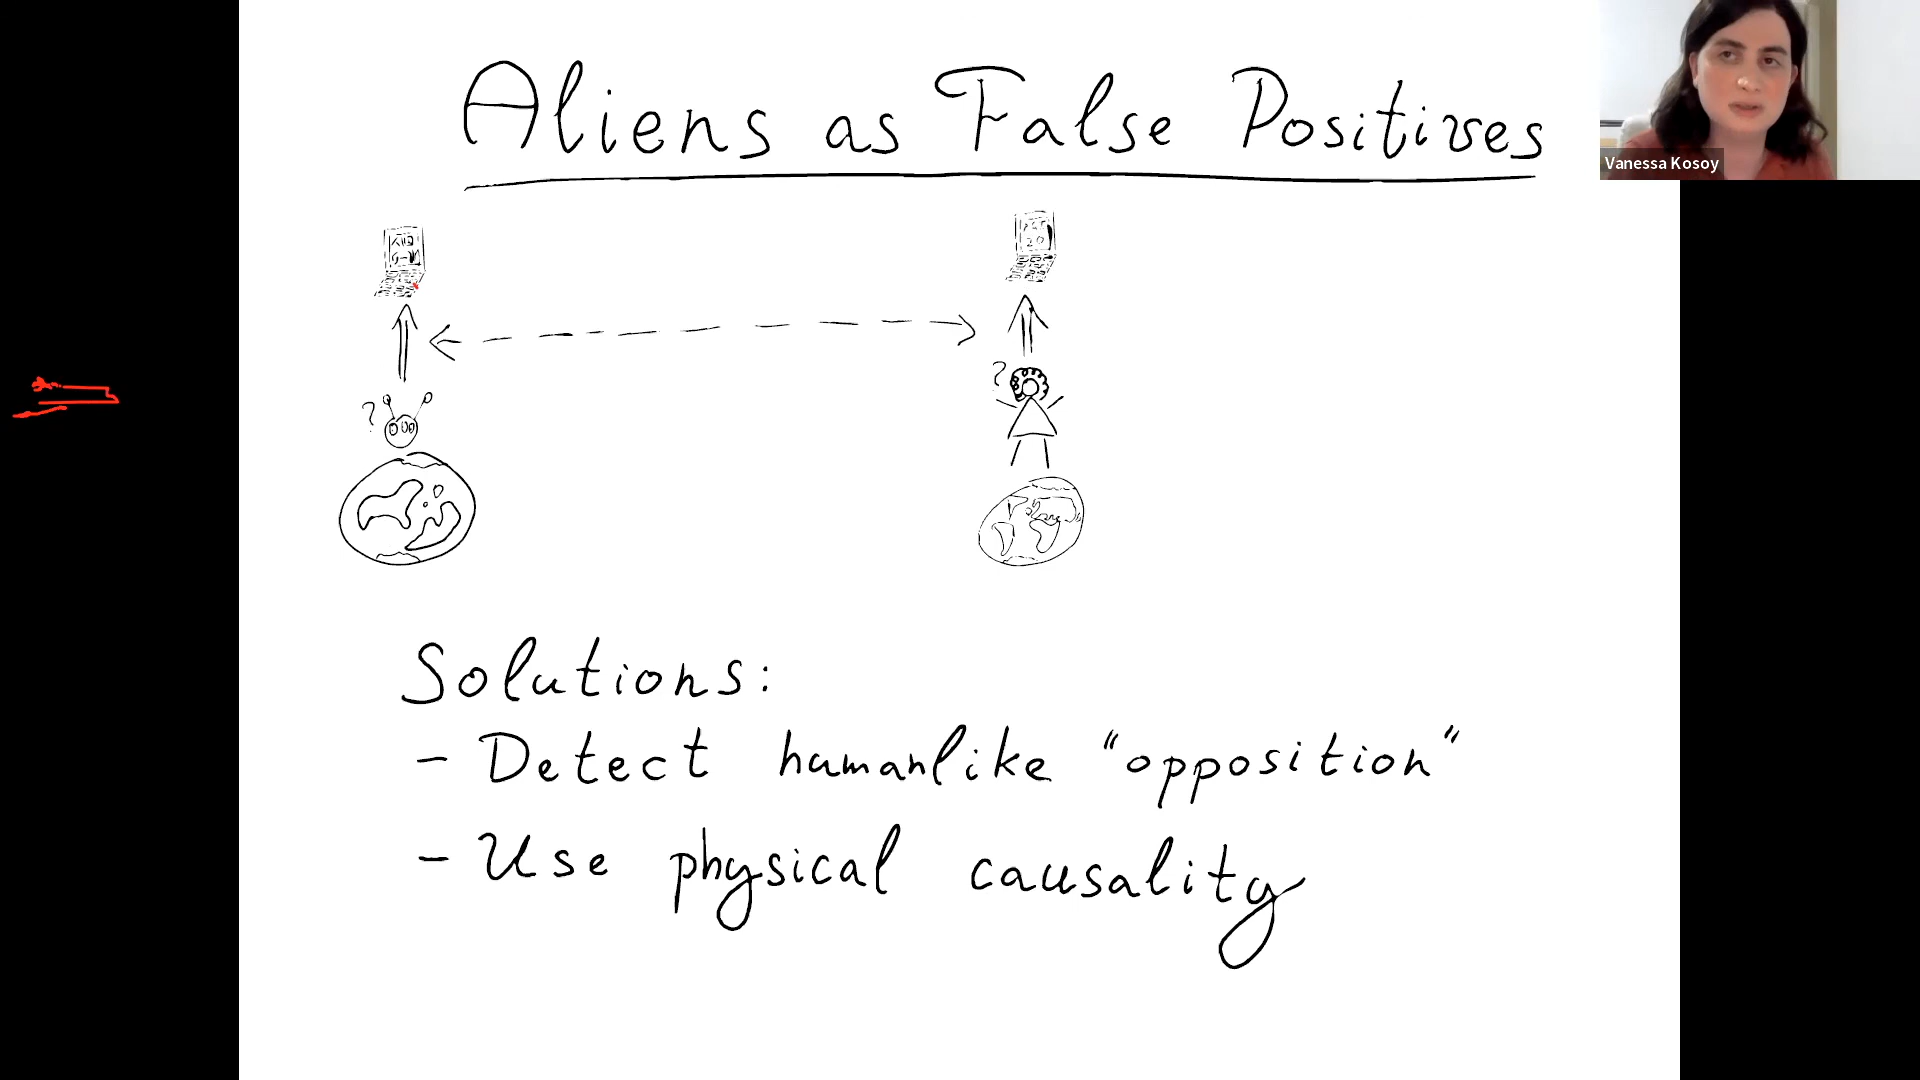 Aliens as False Positives
Vanessa Kosoy
?
?
Solutions:
- Detect humanlike "opposition"
- Use physical causality